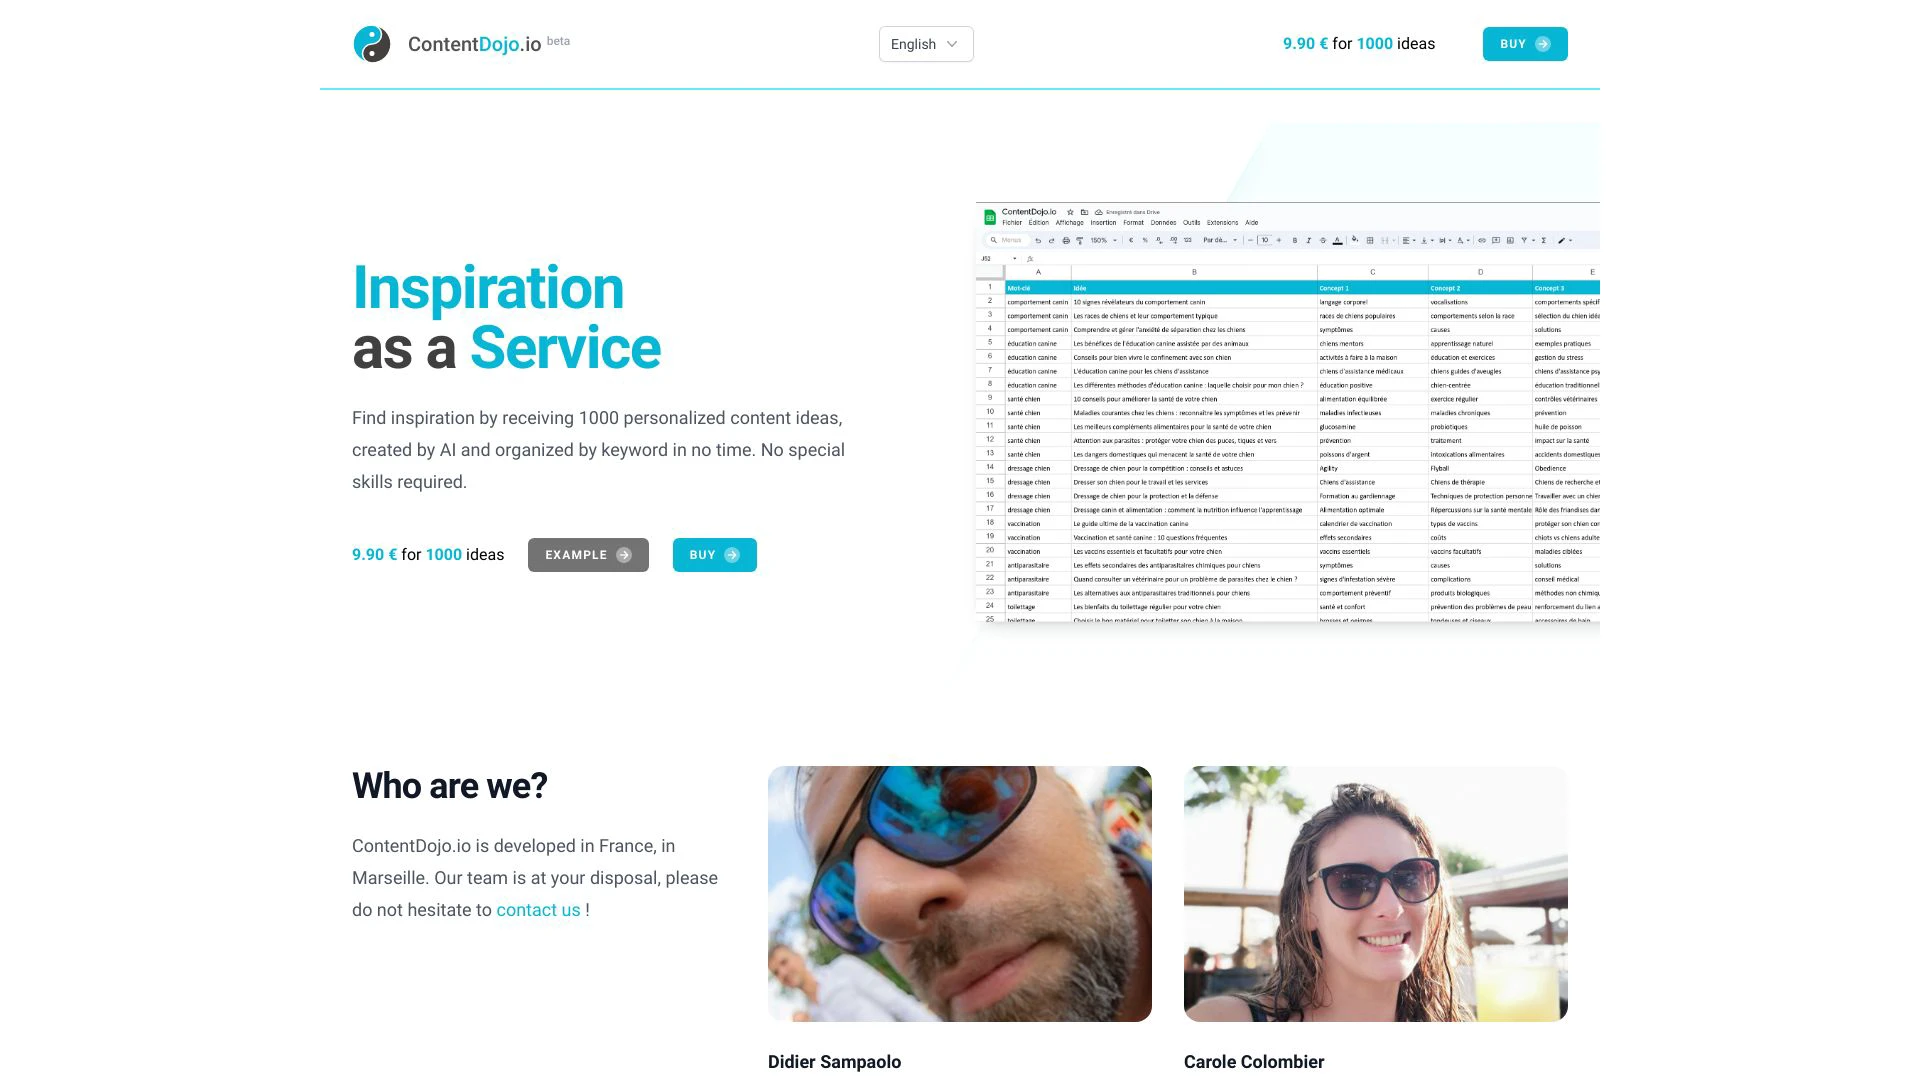 ContentDojo.io beta
English
9.90 € for 1000 ideas
BUY
Inspiration
as a Service
Find inspiration by receiving 1000 personalized content ideas,
created by AI and organized by keyword in no time. No special
skills required.
9.90 € for 1000 ideas
EXAMPLE
BUY
ContentDojo.io
Enregistré dans Drive
Fichier Édition Affichage Insertion Format Données Outils Extensions Aide
Menus 150% € % 123 Par dé... 10
J52
A B C D E
1 Mot-clé Idée Concept 1 Concept 2 Concept 3
2 comportement canin 10 signes révélateurs du comportement canin langage corporel vocalisations comportements spécif
3 comportement canin Les races de chiens et leur comportement typique races de chiens populaires comportements selon la race sélection du chien idéa
4 comportement canin Comprendre et gérer l'anxiété de séparation chez les chiens symptômes causes solutions
5 éducation canine Les bénéfices de l'éducation canine assistée par des animaux chiens mentors apprentissage naturel exemples pratiques
6 éducation canine Conseils pour bien vivre le confinement avec son chien activités à faire à la maison éducation et exercices gestion du stress
7 éducation canine L'éducation canine pour les chiens d'assistance chiens d'assistance médicaux chiens guides d'aveugles chiens d'assistance psy
8 éducation canine Les différentes méthodes d'éducation canine : laquelle choisir pour mon chien ? éducation positive chien-centrée éducation traditionnel
9 santé chien 10 conseils pour améliorer la santé de votre chien alimentation équilibrée exercice régulier contrôles vétérinaires
10 santé chien Maladies courantes chez les chiens : reconnaître les symptômes et les prévenir maladies infectieuses maladies chroniques prévention
11 santé chien Les meilleurs compléments alimentaires pour la santé de votre chien glucosamine probiotiques huile de poisson
12 santé chien Attention aux parasites : protéger votre chien des puces, tiques et vers prévention traitement impact sur la santé
13 santé chien Les dangers domestiques qui menacent la santé de votre chien poissons d'argent intoxications alimentaires accidents domestiques
14 dressage chien Dressage de chien pour la compétition : conseils et astuces Agility Flyball Obedience
15 dressage chien Dresser son chien pour le travail et les services Chiens d'assistance Chiens de thérapie Chiens de recherche et
16 dressage chien Dressage de chien pour la protection et la défense Formation au gardiennage Techniques de protection personne Travailler avec un chien
17 dressage chien Dressage canin et alimentation : comment la nutrition influence l'apprentissage Alimentation optimale Répercussions sur la santé mentale Rôle des friandises dan
18 vaccination Le guide ultime de la vaccination canine calendrier de vaccination types de vaccins protéger son chien con
19 vaccination Vaccination et santé canine : 10 questions fréquentes effets secondaires coûts chiots vs chiens adulte
20 vaccination Les vaccins essentiels et facultatifs pour votre chien vaccins essentiels vaccins facultatifs maladies ciblées
21 antiparasitaire Les effets secondaires des antiparasitaires chimiques pour chiens symptômes causes solutions
22 antiparasitaire Quand consulter un vétérinaire pour un problème de parasites chez le chien ? signes d'infestation sévère complications conseil médical
23 antiparasitaire Les alternatives aux antiparasitaires traditionnels pour chiens comportement préventif produits biologiques méthodes non chimiqu
24 toilettage Les bienfaits du toilettage régulier pour votre chien santé et confort prévention des problèmes de peau renforcement du lien a
25 toilettage Choisir le bon matériel pour toiletter son chien à la maison brosses et peignes tondeuses et ciseaux accessoires de bain
Who are we?
ContentDojo.io is developed in France, in
Marseille. Our team is at your disposal, please
do not hesitate to contact us !
Didier Sampaolo
Carole Colombier